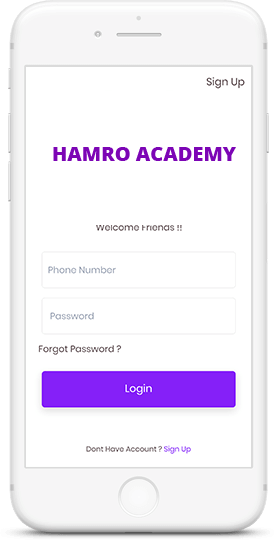 Sign Up
HAMRO ACADEMY
Welcome Friends !!
Phone Number
Password
Forgot Password ?
Login
Dont Have Account ? Sign Up